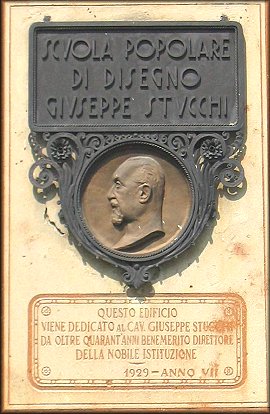 SCVOLA POPOLARE
DI DISEGNO
GIVSEPPE STVCCHI
QUESTO EDIFICIO
VIENE DEDICATO AL CAV. GIUSEPPE STUCCHI
DA OLTRE QUARANT'ANNI BENEMERITO DIRETTORE
DELLA NOBILE ISTITUZIONE
1929 - ANNO VII